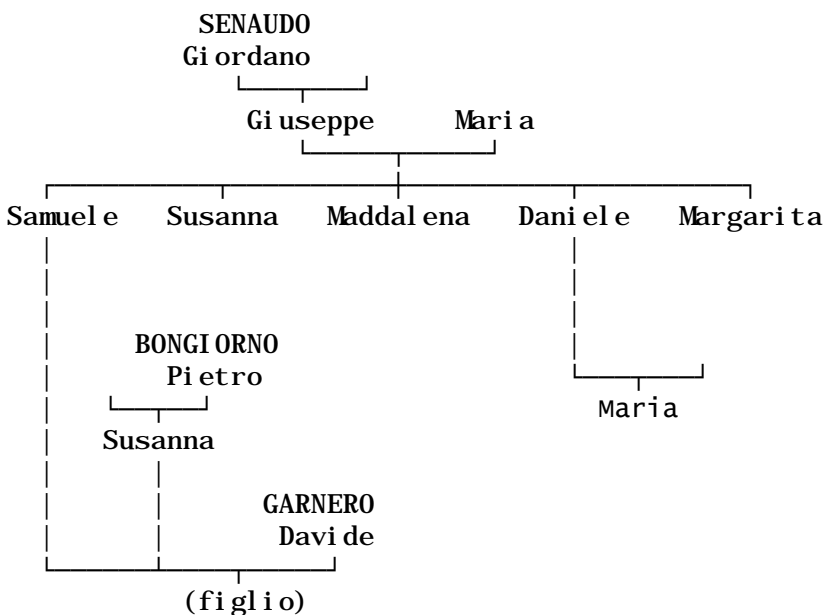 SENAUDO
Giordano
Giuseppe Maria
Samuele Susanna Maddalena Daniele Margarita
BONGIORNO
Pietro
Maria
Susanna
GARNERO
Davide
(figlio)